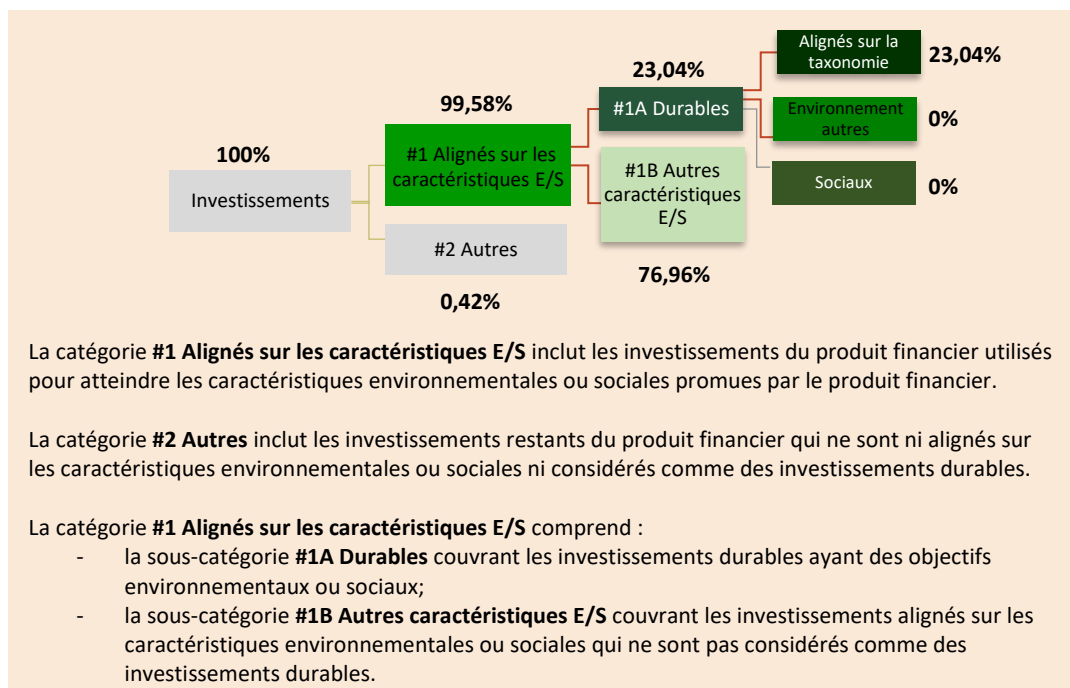 Alignés sur la
taxonomie
23,04%
23,04%
99,58%
#1A Durables
Environnement
autres
0%
100%
#1 Alignés sur les
caractéristiques E/S
#1B Autres
caractéristiques
E/S
Sociaux
0%
Investissements
#2 Autres
0,42%
76,96%
La catégorie #1 Alignés sur les caractéristiques E/S inclut les investissements du produit financier utilisés
pour atteindre les caractéristiques environnementales ou sociales promues par le produit financier.
La catégorie #2 Autres inclut les investissements restants du produit financier qui ne sont ni alignés sur
les caractéristiques environnementales ou sociales ni considérés comme des investissements durables.
La catégorie #1 Alignés sur les caractéristiques E/S comprend :
- la sous-catégorie #1A Durables couvrant les investissements durables ayant des objectifs
environnementaux ou sociaux;
- la sous-catégorie #1B Autres caractéristiques E/S couvrant les investissements alignés sur les
caractéristiques environnementales ou sociales qui ne sont pas considérés comme des
investissements durables.